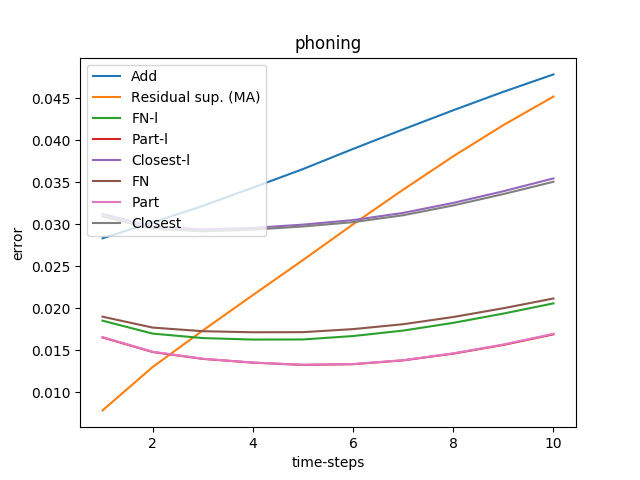 phoning
Add
Residual sup. (MA)
FN-l
Part-l
Closest-l
FN
Part
Closest
0.045
0.040
0.035
0.030
0.025
0.020
0.015
0.010
error
2 4 6 8 10
time-steps